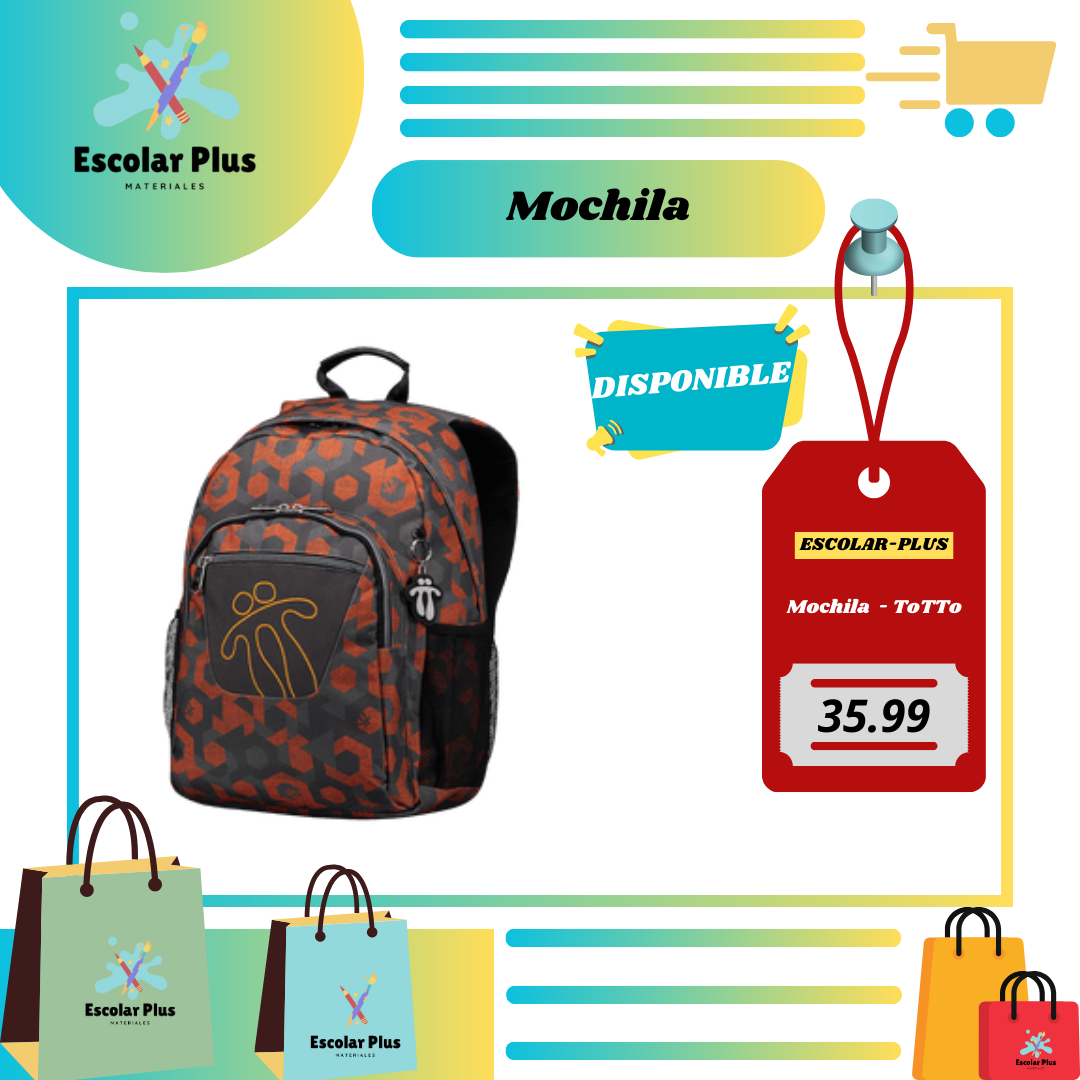 Escolar Plus
MATERIALES
Mochila
DISPONIBLE
ESCOLAR-PLUS
Mochila - ToTTo
35.99
Escolar Plus
MATERIALES
Escolar Plus
MATERIALES
Escolar Plus